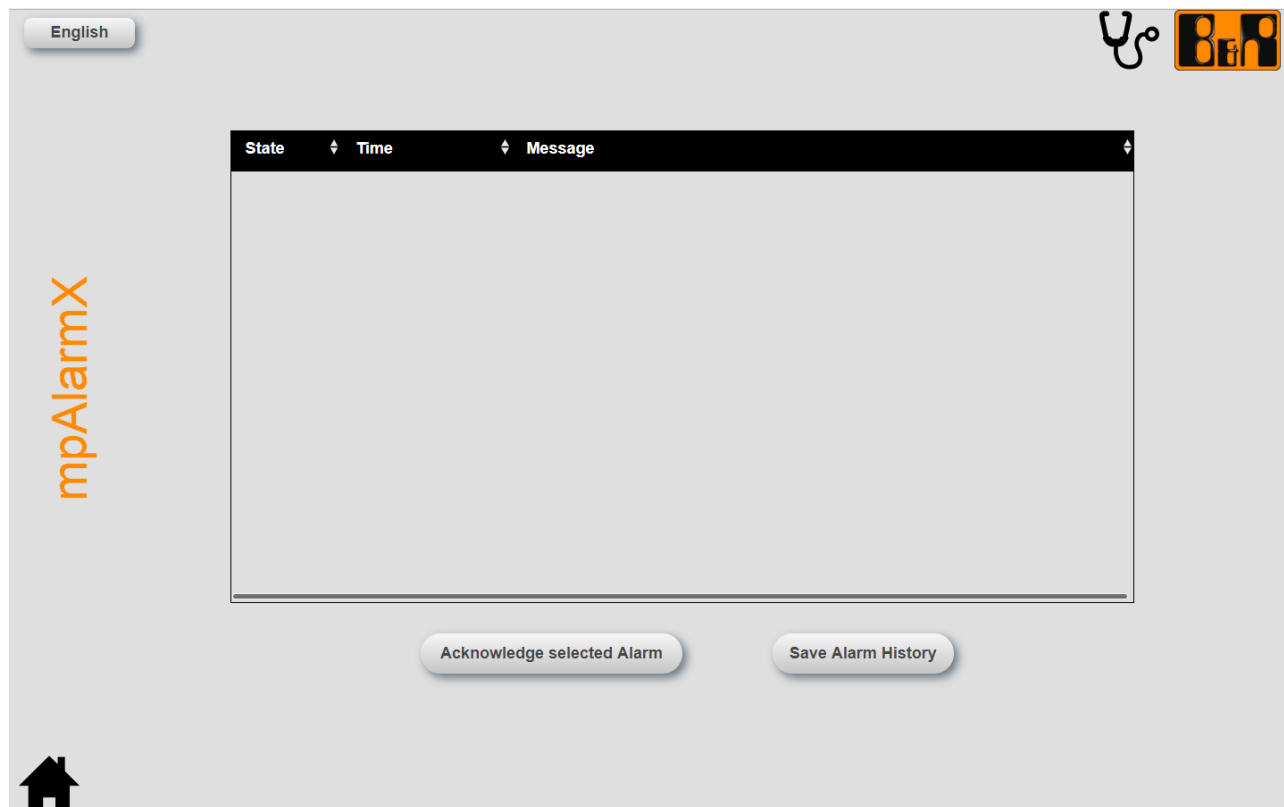 English
B&R
State Time Message
mpAlarmX
Acknowledge selected Alarm Save Alarm History